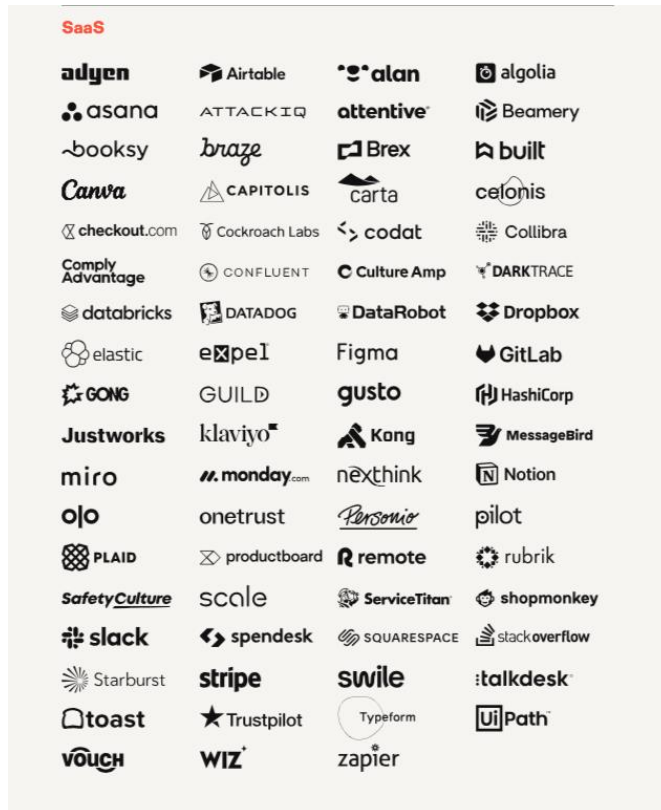 SaaS
adyen Airtable alan algolia
asana ATTACKIQ attentive Beamery
booksy braze Brex built
Canva CAPITOLIS carta celonis
checkout.com Cockroach Labs codat Collibra
Comply
Advantage CONFLUENT Culture Amp DARKTRACE
databricks DATADOG DataRobot Dropbox
elastic expel Figma GitLab
GONG GUILD gusto HashiCorp
Justworks klaviyo Kong MessageBird
miro monday.com nexthink Notion
olo onetrust Personio pilot
PLAID productboard remote rubrik
SafetyCulture scale ServiceTitan shopmonkey
slack spendesk SQUARESPACE stackoverflow
Starburst stripe swile talkdesk
toast Trustpilot Typeform UiPath
VOUCH WIZ zapier